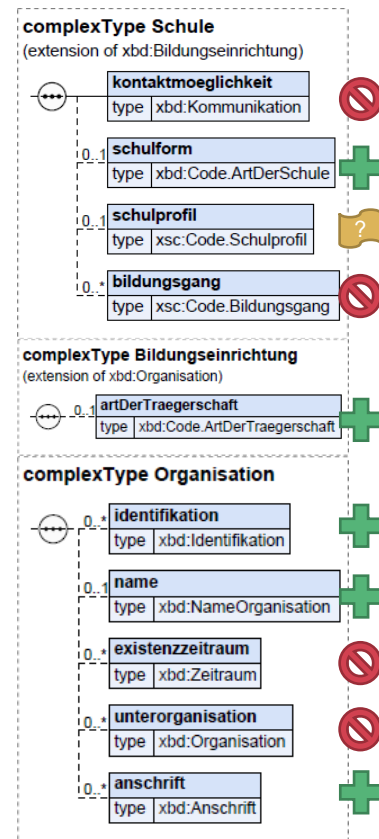 complexType Schule
(extension of xbd:Bildungseinrichtung)
kontaktmoeglichkeit
type xbd:Kommunikation
0..1 schulform
type xbd:Code.ArtDerSchule
0..1 schulprofil
type xsc:Code.Schulprofil
?
0..* bildungsgang
type xsc:Code.Bildungsgang
complexType Bildungseinrichtung
(extension of xbd:Organisation)
0..1 artDerTraegerschaft
type xbd:Code.ArtDerTraegerschaft
complexType Organisation
0..* identifikation
type xbd:Identifikation
0..1 name
type xbd:NameOrganisation
0..* existenzzeitraum
type xbd:Zeitraum
0..* unterorganisation
type xbd:Organisation
0..* anschrift
type xbd:Anschrift